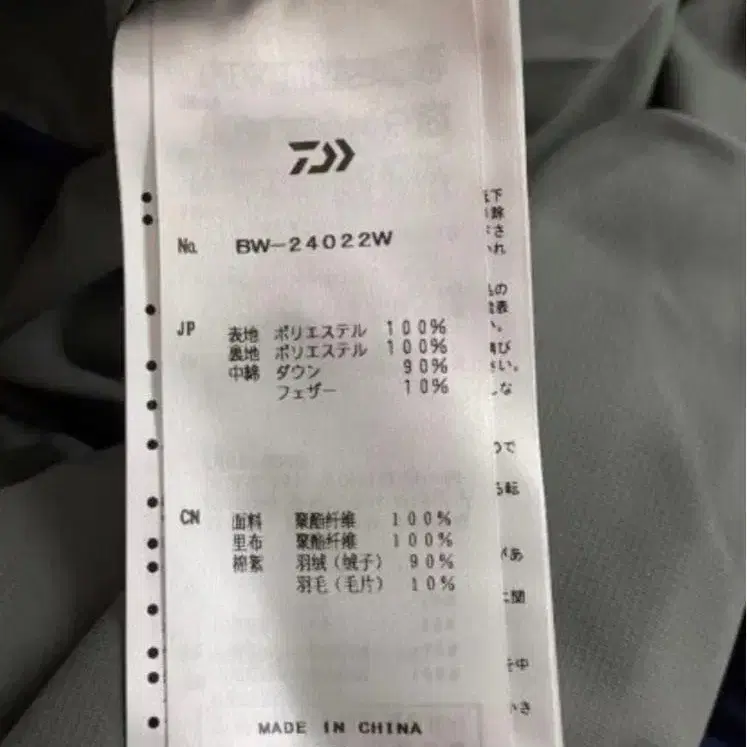 No. BW-24022W
JP 表地 ポリエステル 100%
裏地 ポリエステル 100%
中綿 ダウン 90%
フェザー 10%
CN 面料 聚酯纤维 100%
里布 聚酯纤维 100%
棉絮 羽绒(绒子) 90%
羽毛(毛片) 10%
MADE IN CHINA